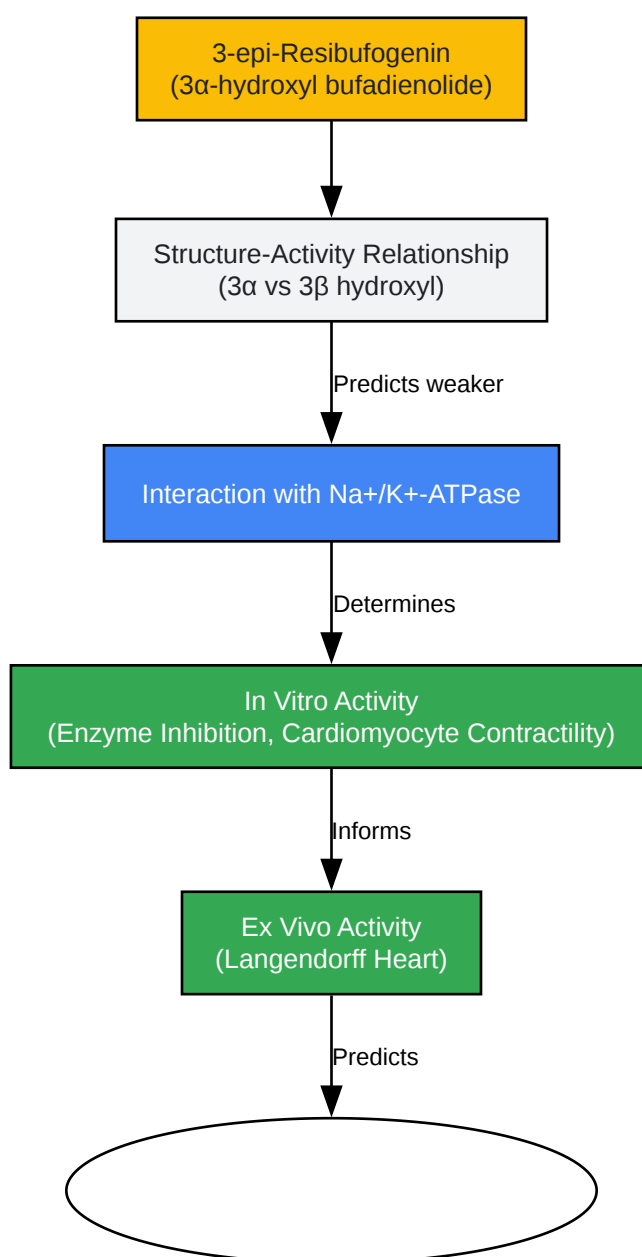 3-epi-Resibufogenin
(3α-hydroxyl bufadienolide)
Structure-Activity Relationship
(3α vs 3β hydroxyl)
Predicts weaker
Interaction with Na+/K+-ATPase
Determines
In Vitro Activity
(Enzyme Inhibition, Cardiomyocyte Contractility)
Informs
Ex Vivo Activity
(Langendorff Heart)
Predicts